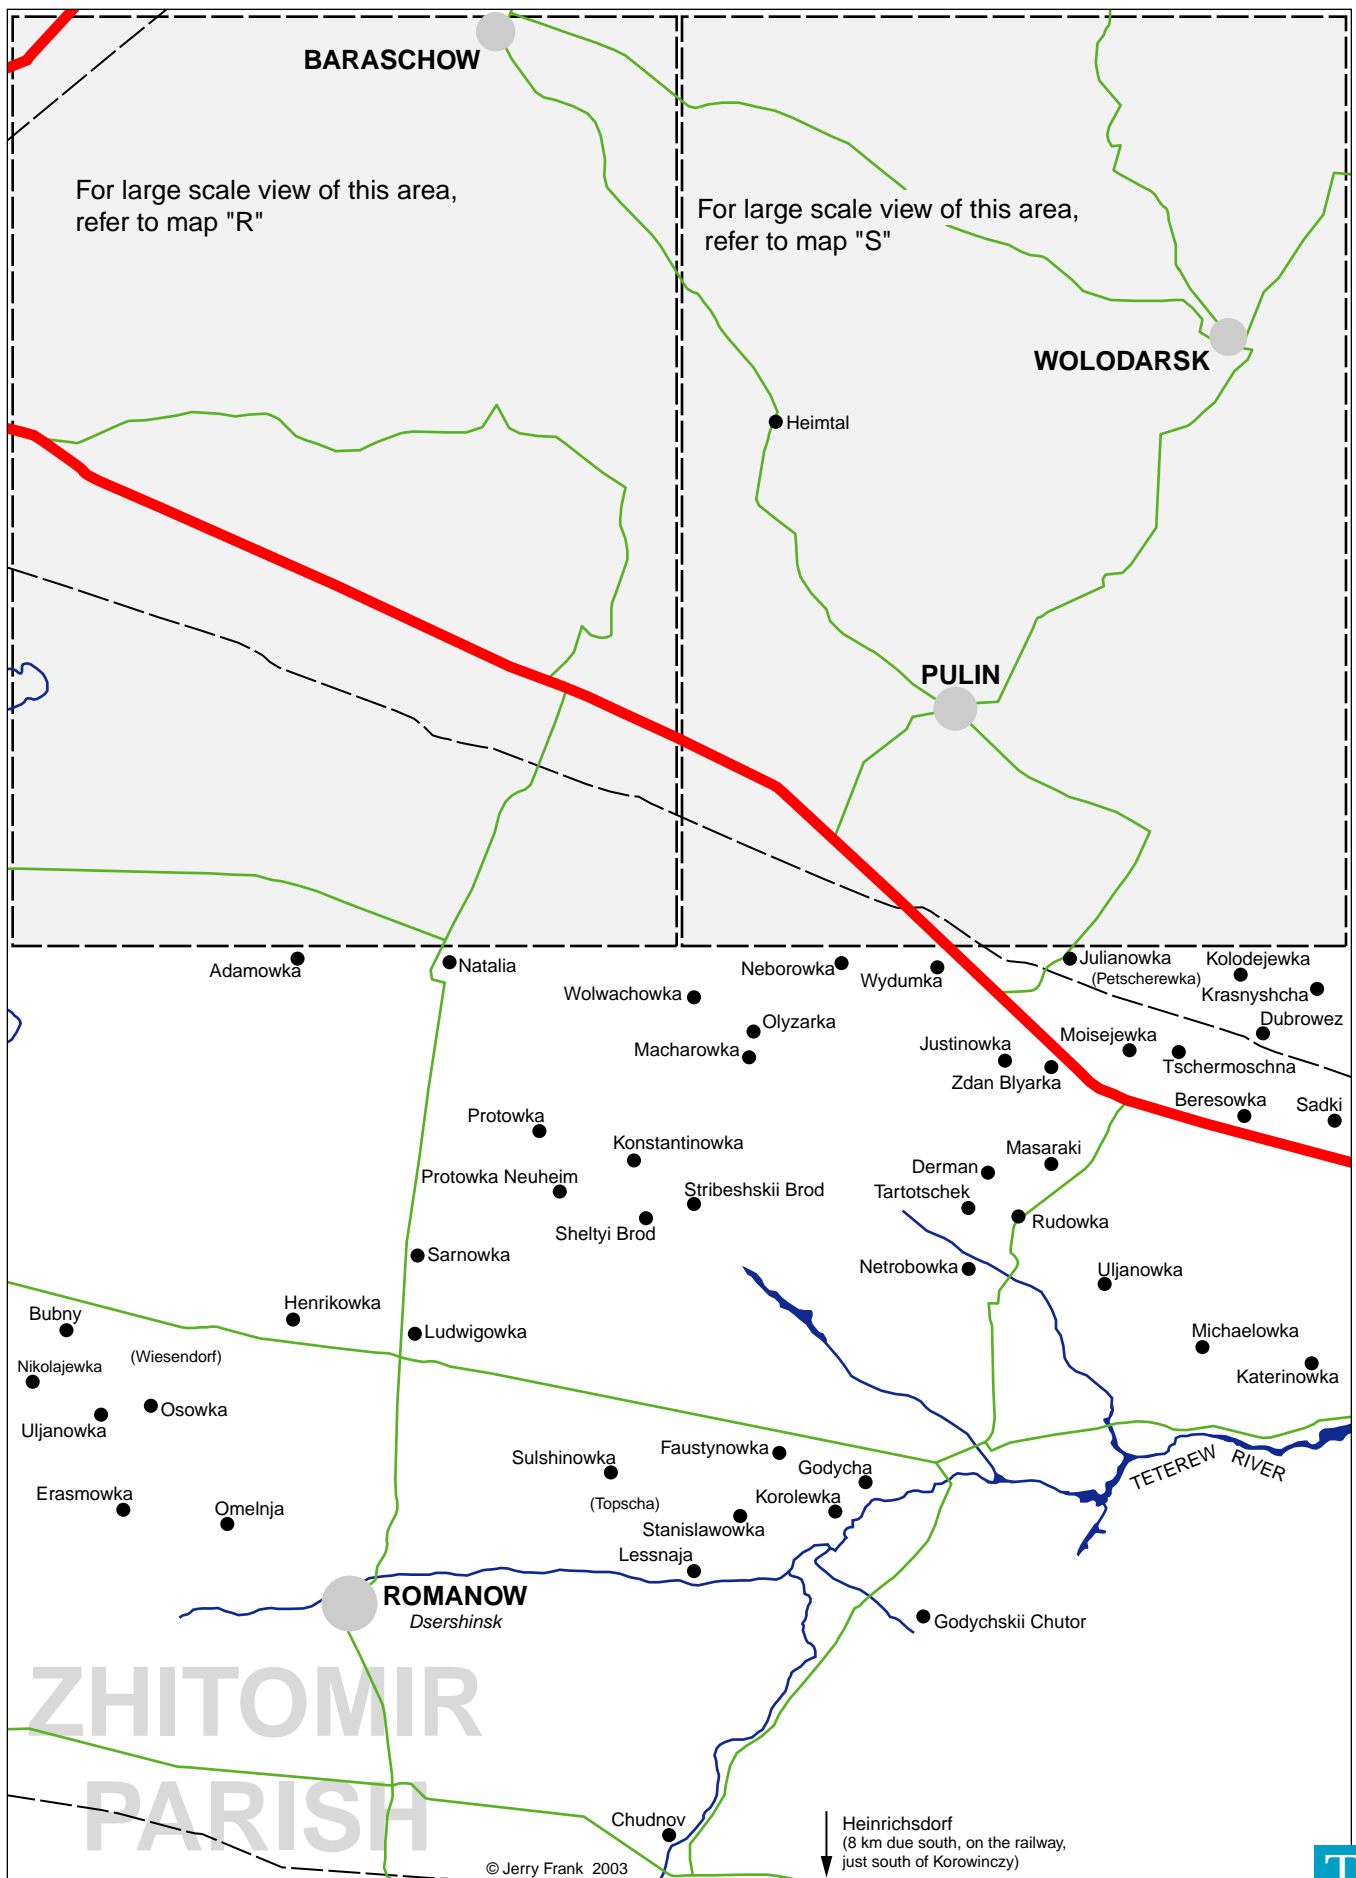 BARASCHOW
For large scale view of this area,
refer to map "R"
For large scale view of this area,
refer to map "S"
WOLODARSK
Heimtal
PULIN
Adamowka
Natalia
Neborowka
Wydumka
Julianowka
(Petscherewka)
Kolodejewka
Krasnyshcha
Wolwachowka
Olyzarka
Dubrowez
Macharowka
Justinowka
Moisejewka
Zdan Blyarka
Tschermoschna
Beresowka
Sadki
Protowka
Konstantinowka
Masaraki
Derman
Protowka Neuheim
Stribeshskii Brod
Tartotschek
Sheltyi Brod
Rudowka
Sarnowka
Netrobowka
Uljanowka
Henrikowka
Bubny
Ludwigowka
Michaelowka
Nikolajewka
(Wiesendorf)
Katerinowka
Uljanowka
Osowka
Sulshinowka
Faustynowka
Godycha
TETEREW RIVER
Erasmowka
Omelnja
(Topscha)
Korolewka
Stanislawowka
Lessnaja
ROMANOW
Dsershinsk
Godychskii Chutor
ZHITOMIR
PARISH
Chudnov
Heinrichsdorf
(8 km due south, on the railway,
just south of Korowinczy)
© Jerry Frank 2003
T